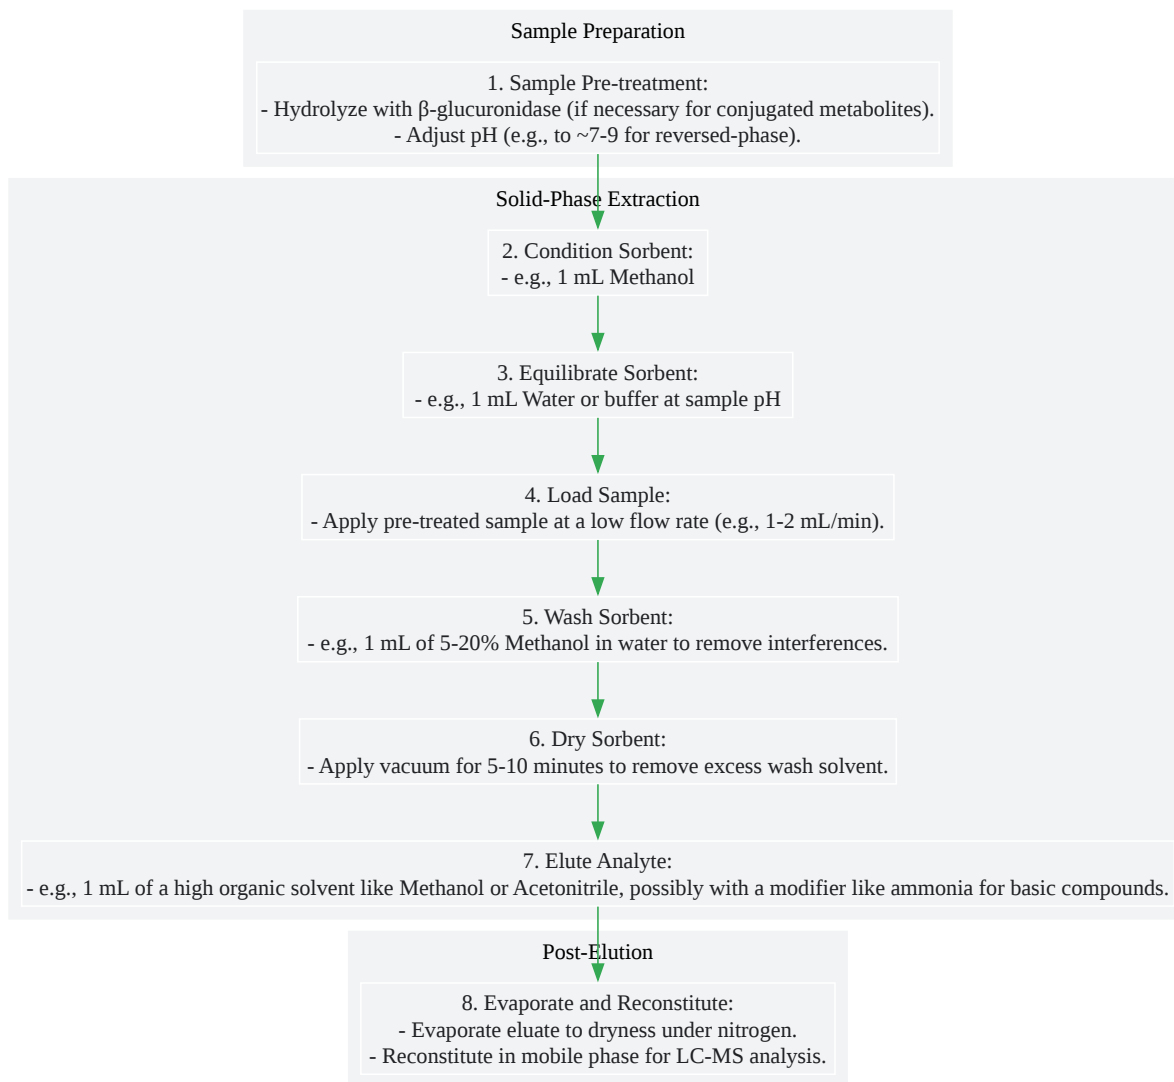 Sample Preparation
1. Sample Pre-treatment:
- Hydrolyze with β-glucuronidase (if necessary for conjugated metabolites).
- Adjust pH (e.g., to ~7-9 for reversed-phase).
Solid-Phase Extraction
2. Condition Sorbent:
- e.g., 1 mL Methanol
3. Equilibrate Sorbent:
- e.g., 1 mL Water or buffer at sample pH
4. Load Sample:
- Apply pre-treated sample at a low flow rate (e.g., 1-2 mL/min).
5. Wash Sorbent:
- e.g., 1 mL of 5-20% Methanol in water to remove interferences.
6. Dry Sorbent:
- Apply vacuum for 5-10 minutes to remove excess wash solvent.
7. Elute Analyte:
- e.g., 1 mL of a high organic solvent like Methanol or Acetonitrile, possibly with a modifier like ammonia for basic compounds.
Post-Elution
8. Evaporate and Reconstitute:
- Evaporate eluate to dryness under nitrogen.
- Reconstitute in mobile phase for LC-MS analysis.